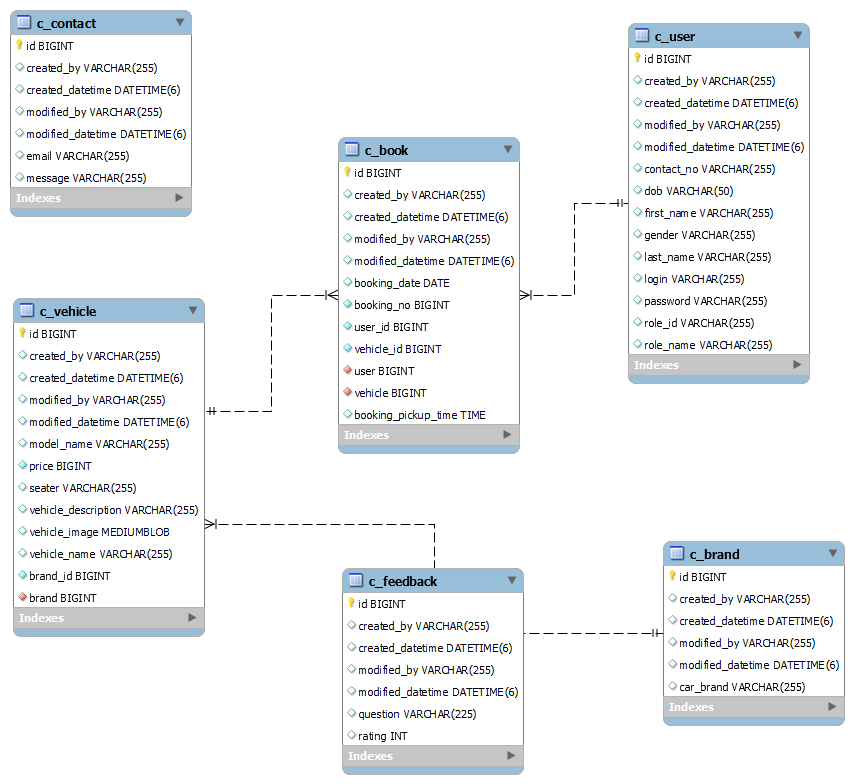 c_contact
id BIGINT
created_by VARCHAR(255)
created_datetime DATETIME(6)
modified_by VARCHAR(255)
modified_datetime DATETIME(6)
email VARCHAR(255)
message VARCHAR(255)
Indexes
c_user
id BIGINT
created_by VARCHAR(255)
created_datetime DATETIME(6)
modified_by VARCHAR(255)
modified_datetime DATETIME(6)
contact_no VARCHAR(255)
dob VARCHAR(50)
first_name VARCHAR(255)
gender VARCHAR(255)
last_name VARCHAR(255)
login VARCHAR(255)
password VARCHAR(255)
role_id VARCHAR(255)
role_name VARCHAR(255)
Indexes
c_book
id BIGINT
created_by VARCHAR(255)
created_datetime DATETIME(6)
modified_by VARCHAR(255)
modified_datetime DATETIME(6)
booking_date DATE
booking_no BIGINT
user_id BIGINT
vehicle_id BIGINT
user BIGINT
vehicle BIGINT
booking_pickup_time TIME
Indexes
c_vehicle
id BIGINT
created_by VARCHAR(255)
created_datetime DATETIME(6)
modified_by VARCHAR(255)
modified_datetime DATETIME(6)
model_name VARCHAR(255)
price BIGINT
seater VARCHAR(255)
vehicle_description VARCHAR(255)
vehicle_image MEDIUMBLOB
vehicle_name VARCHAR(255)
brand_id BIGINT
brand BIGINT
Indexes
c_feedback
id BIGINT
created_by VARCHAR(255)
created_datetime DATETIME(6)
modified_by VARCHAR(255)
modified_datetime DATETIME(6)
question VARCHAR(225)
rating INT
Indexes
c_brand
id BIGINT
created_by VARCHAR(255)
created_datetime DATETIME(6)
modified_by VARCHAR(255)
modified_datetime DATETIME(6)
car_brand VARCHAR(255)
Indexes